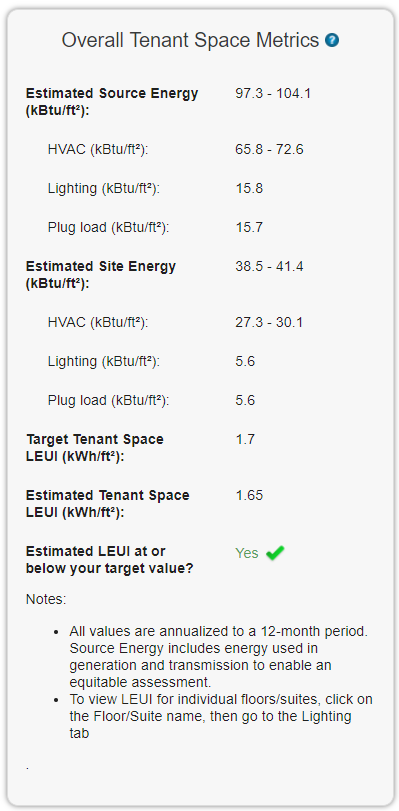 Overall Tenant Space Metrics ?
Estimated Source Energy 97.3 - 104.1
(kBtu/ft²):
HVAC (kBtu/ft²): 65.8 - 72.6
Lighting (kBtu/ft²): 15.8
Plug load (kBtu/ft²): 15.7
Estimated Site Energy 38.5 - 41.4
(kBtu/ft²):
HVAC (kBtu/ft²): 27.3 - 30.1
Lighting (kBtu/ft²): 5.6
Plug load (kBtu/ft²): 5.6
Target Tenant Space 1.7
LEUI (kWh/ft²):
Estimated Tenant Space 1.65
LEUI (kWh/ft²):
Estimated LEUI at or Yes
below your target value?
Notes:
• All values are annualized to a 12-month period.
Source Energy includes energy used in
generation and transmission to enable an
equitable assessment.
• To view LEUI for individual floors/suites, click on
the Floor/Suite name, then go to the Lighting
tab
.